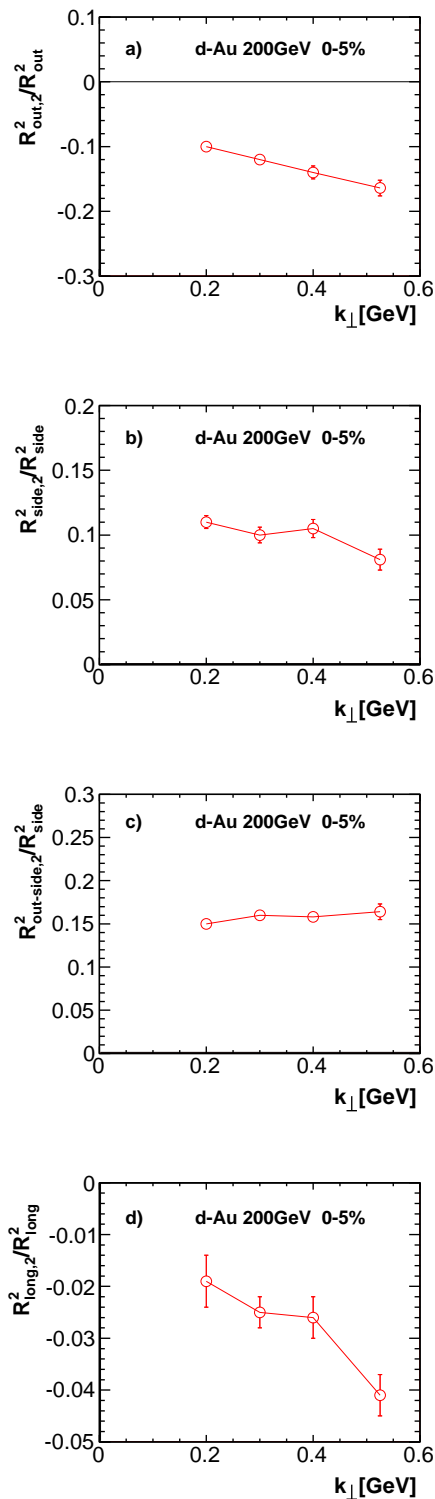 a) d-Au 200GeV 0-5%
R²out,2/R²out
0
-0.1
-0.2
-0.3
0 0.2 0.4 0.6
k⊥[GeV]
0.2
b) d-Au 200GeV 0-5%
R²side,2/R²side
0.15
0.1
0.05
0
0 0.2 0.4 0.6
k⊥[GeV]
0.3
c) d-Au 200GeV 0-5%
R²out-side,2/R²side
0.25
0.2
0.15
0.1
0.05
0
0 0.2 0.4 0.6
k⊥[GeV]
0
d) d-Au 200GeV 0-5%
R²long,2/R²long
-0.01
-0.02
-0.03
-0.04
-0.05
0 0.2 0.4 0.6
k⊥[GeV]